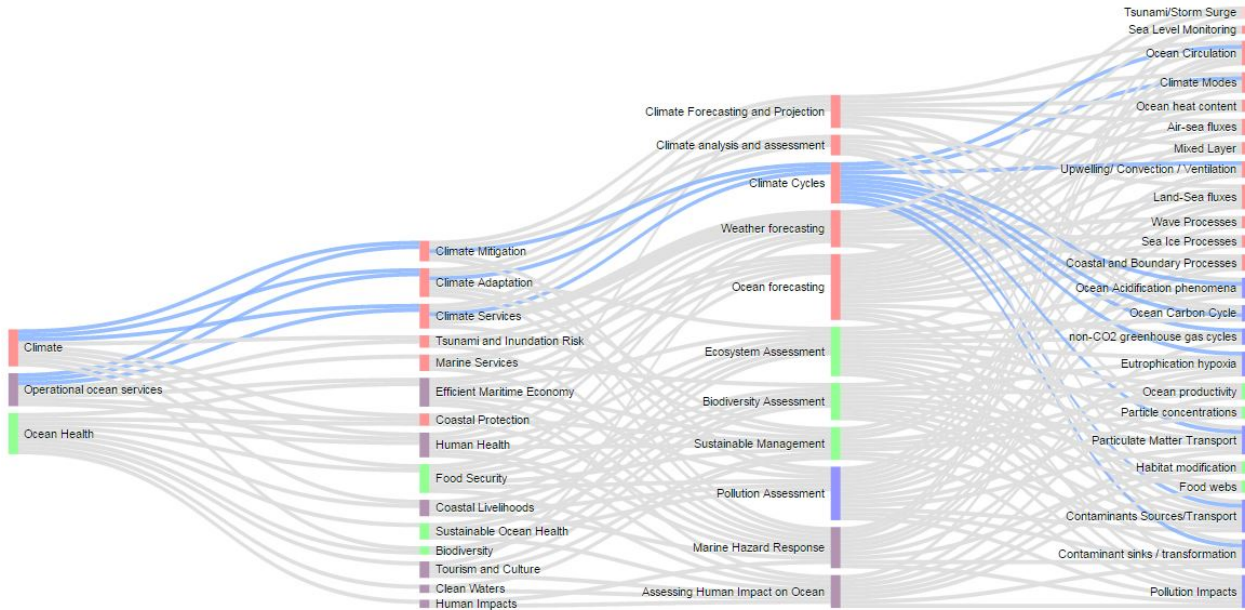 Climate
Operational ocean services
Ocean Health
Climate Mitigation
Climate Adaptation
Climate Services
Tsunami and Inundation Risk
Marine Services
Efficient Maritime Economy
Coastal Protection
Human Health
Food Security
Coastal Livelihoods
Sustainable Ocean Health
Biodiversity
Tourism and Culture
Clean Waters
Human Impacts
Climate Forecasting and Projection
Climate analysis and assessment
Climate Cycles
Weather forecasting
Ocean forecasting
Ecosystem Assessment
Biodiversity Assessment
Sustainable Management
Pollution Assessment
Marine Hazard Response
Assessing Human Impact on Ocean
Tsunami/Storm Surge
Sea Level Monitoring
Ocean Circulation
Climate Modes
Ocean heat content
Air-sea fluxes
Mixed Layer
Upwelling/ Convection / Ventilation
Land-Sea fluxes
Wave Processes
Sea Ice Processes
Coastal and Boundary Processes
Ocean Acidification phenomena
Ocean Carbon Cycle
non-CO2 greenhouse gas cycles
Eutrophication hypoxia
Ocean productivity
Particle concentrations
Particulate Matter Transport
Habitat modification
Food webs
Contaminants Sources/Transport
Contaminant sinks / transformation
Pollution Impacts